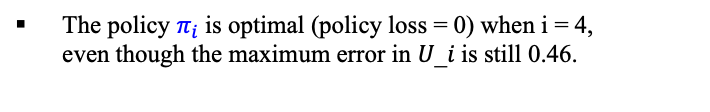 ▪ The policy πᵢ is optimal (policy loss = 0) when i = 4,
even though the maximum error in U_i is still 0.46.